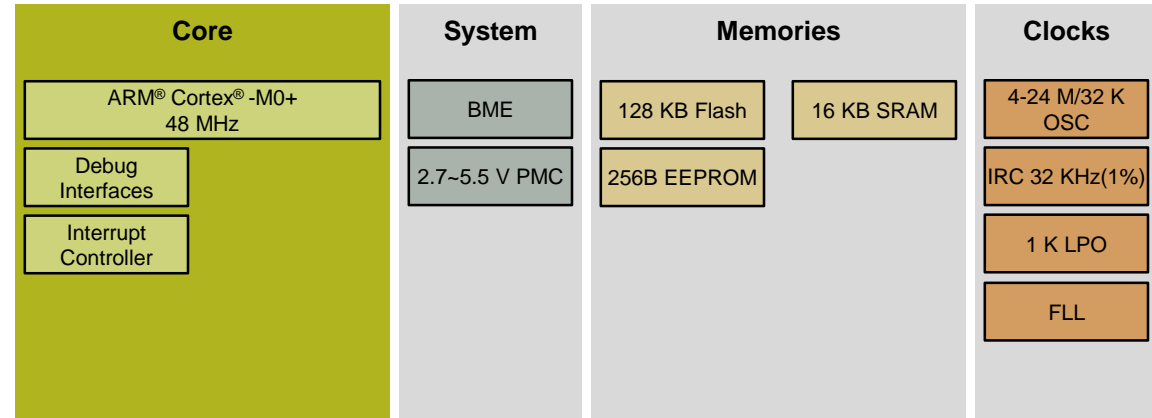 Core
ARM® Cortex® -M0+
48 MHz
Debug
Interfaces
Interrupt
Controller
System
BME
2.7~5.5 V PMC
Memories
128 KB Flash
16 KB SRAM
256B EEPROM
Clocks
4-24 M/32 K
OSC
IRC 32 KHz(1%)
1 K LPO
FLL